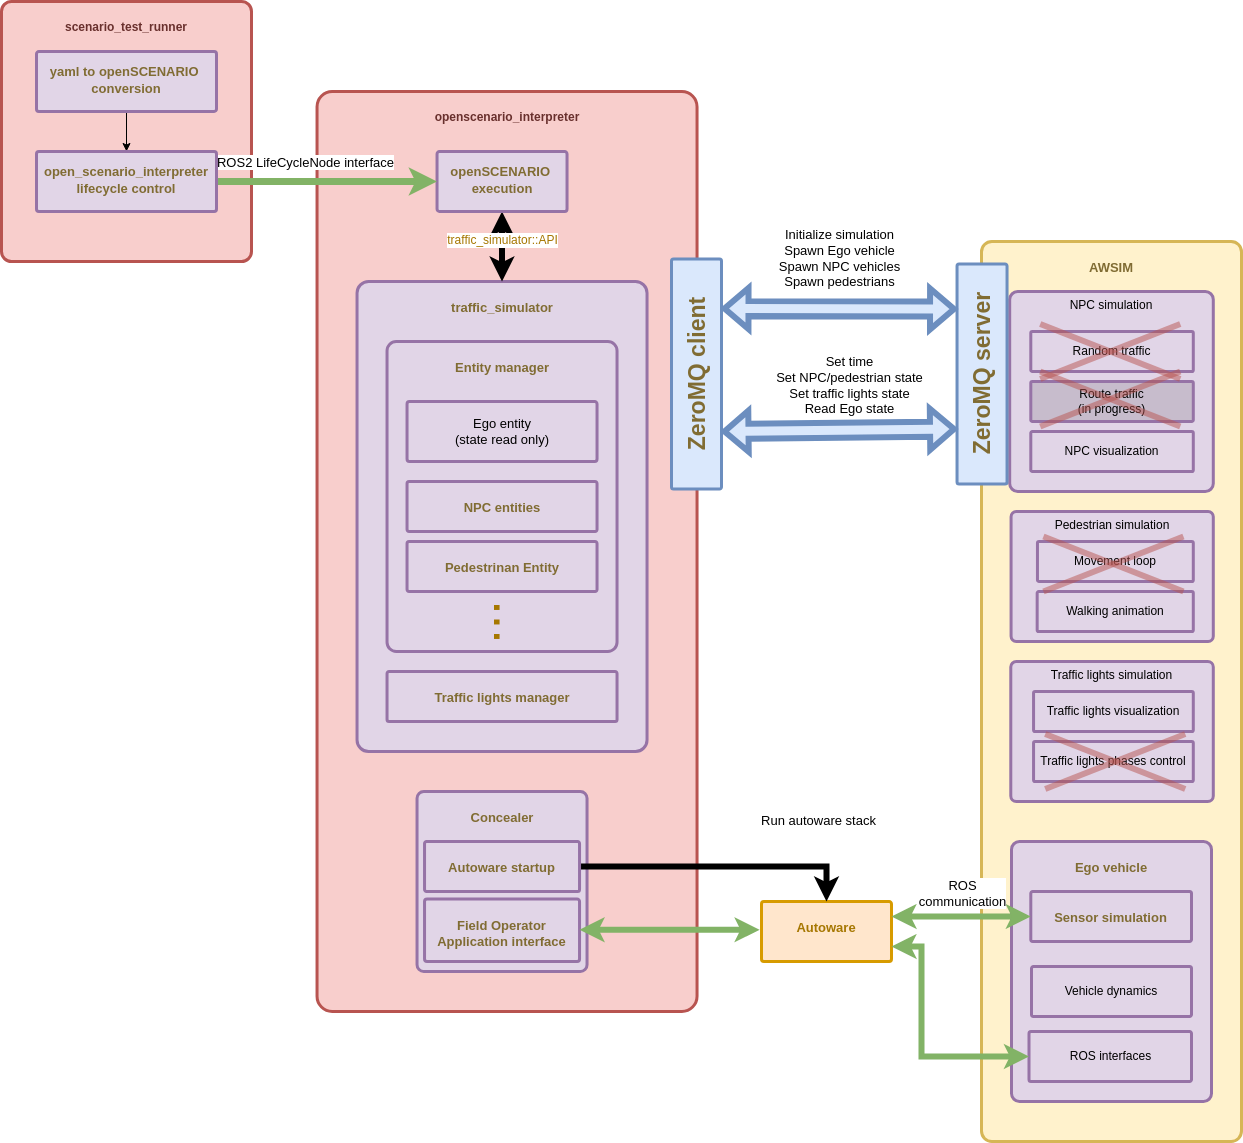 scenario_test_runner
yaml to openSCENARIO
conversion
open_scenario_interpreter
lifecycle control
ROS2 LifeCycleNode interface
openscenario_interpreter
openSCENARIO
execution
traffic_simulator::API
traffic_simulator
Entity manager
Ego entity
(state read only)
NPC entities
Pedestrinan Entity
Traffic lights manager
Concealer
Autoware startup
Field Operator
Application interface
ZeroMQ client
Initialize simulation
Spawn Ego vehicle
Spawn NPC vehicles
Spawn pedestrians
Set time
Set NPC/pedestrian state
Set traffic lights state
Read Ego state
ZeroMQ server
Run autoware stack
Autoware
ROS
communication
AWSIM
NPC simulation
Random traffic
Route traffic
(in progress)
NPC visualization
Pedestrian simulation
Movement loop
Walking animation
Traffic lights simulation
Traffic lights visualization
Traffic lights phases control
Ego vehicle
Sensor simulation
Vehicle dynamics
ROS interfaces